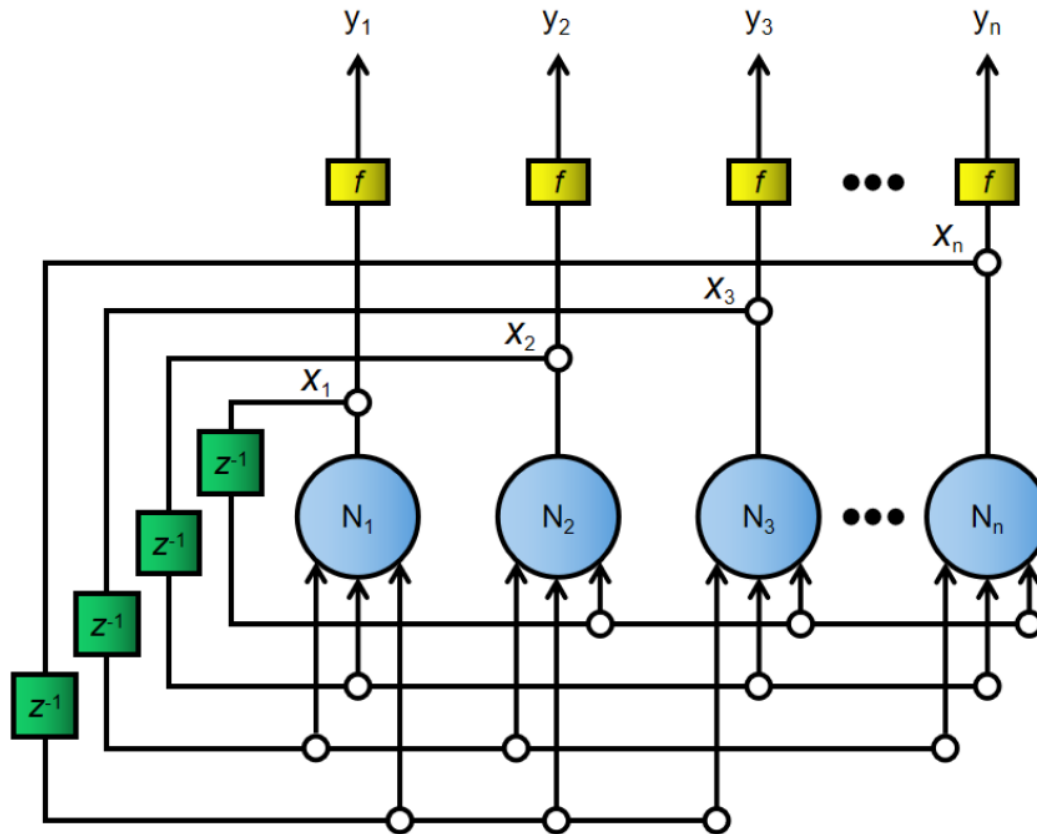 y₁ y₂ y₃ yₙ
f f f ••• f
xₙ
x₃
x₂
x₁
z⁻¹
N₁ N₂ N₃ ••• Nₙ
z⁻¹
z⁻¹
z⁻¹